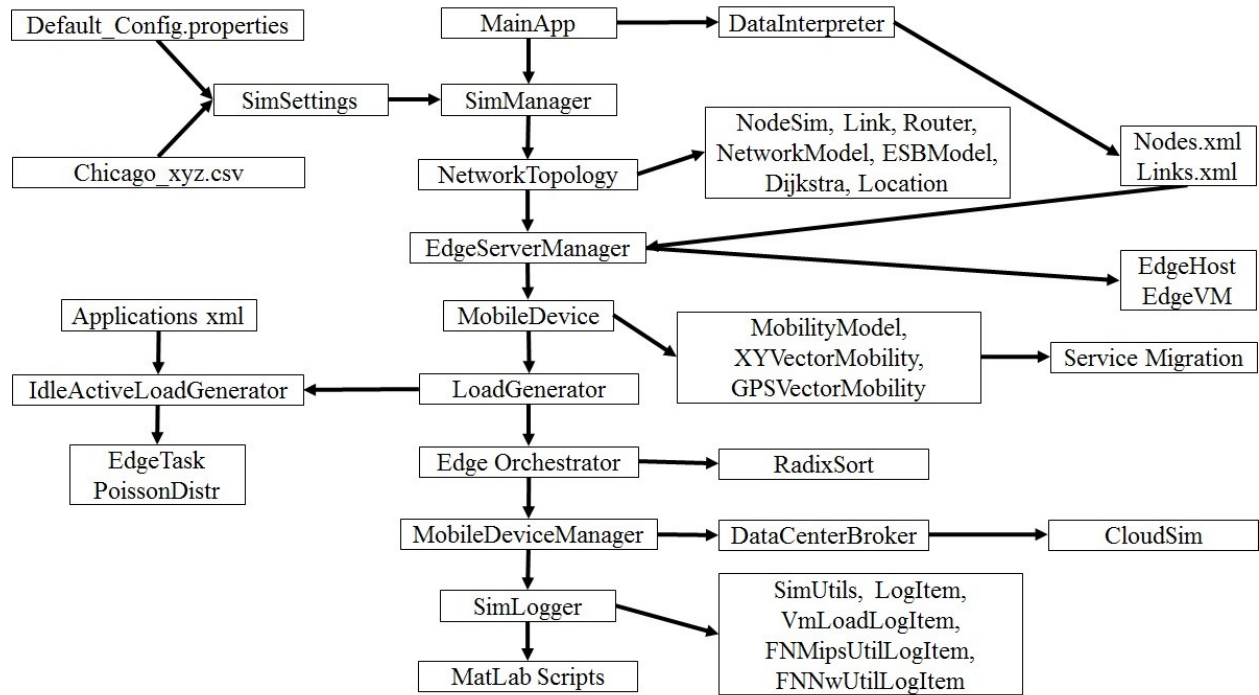 Default_Config.properties
MainApp
DataInterpreter
SimSettings
SimManager
NodeSim, Link, Router,
NetworkModel, ESBModel,
Dijkstra, Location
Nodes.xml
Links.xml
Chicago_xyz.csv
NetworkTopology
EdgeServerManager
EdgeHost
EdgeVM
Applications xml
MobileDevice
MobilityModel,
XYVectorMobility,
GPSVectorMobility
Service Migration
IdleActiveLoadGenerator
LoadGenerator
EdgeTask
PoissonDistr
Edge Orchestrator
RadixSort
MobileDeviceManager
DataCenterBroker
CloudSim
SimLogger
SimUtils, LogItem,
VmLoadLogItem,
FNMipsUtilLogItem,
FNNwUtilLogItem
MatLab Scripts